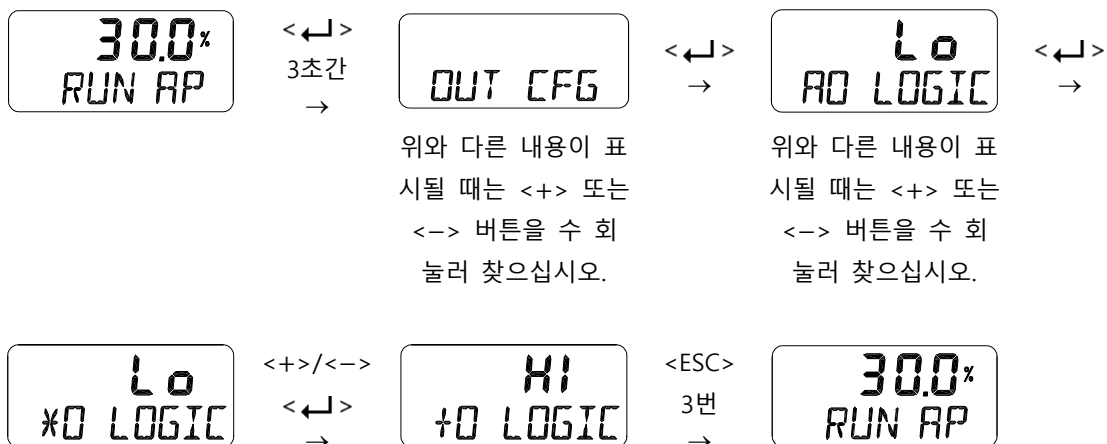 30.0%
RUN AP
<↵>
3초간
→
OUT CFG
<↵>
→
Lo
AO LOGIC
<↵>
→
위와 다른 내용이 표
시될 때는 <+> 또는
<−> 버튼을 수 회
눌러 찾으십시오.
위와 다른 내용이 표
시될 때는 <+> 또는
<−> 버튼을 수 회
눌러 찾으십시오.
Lo
*O LOGIC
<+>/<−>
<↵>
→
HI
+O LOGIC
<ESC>
3번
→
30.0%
RUN AP